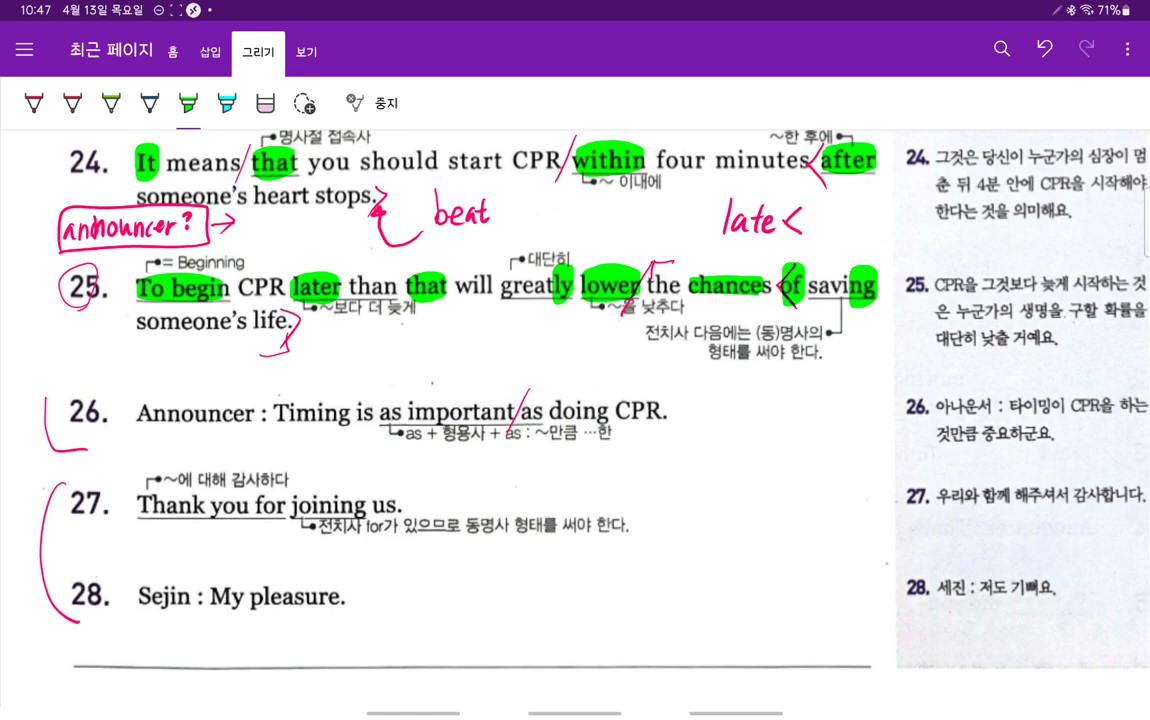 10:47 4월 13일 목요일 71%
최근 페이지 홈 삽입 그리기 보기
중지
명사절 접속사 ~한 후에
24. It means that you should start CPR within four minutes after
~ 이내에
someone's heart stops.
beat
late <
announcer? →
= Beginning 대단히
25. To begin CPR later than that will greatly lower the chances of saving
~보다 더 늦게 ~을 낮추다
someone's life.
전치사 다음에는 (동)명사의
형태를 써야 한다.
26. Announcer : Timing is as important as doing CPR.
as + 형용사 + as : ~만큼 …한
~에 대해 감사하다
27. Thank you for joining us.
전치사 for가 있으므로 동명사 형태를 써야 한다.
28. Sejin : My pleasure.
24. 그것은 당신이 누군가의 심장이 멈
춘 뒤 4분 안에 CPR을 시작해야
한다는 것을 의미해요.
25. CPR을 그것보다 늦게 시작하는 것
은 누군가의 생명을 구할 확률을
대단히 낮출 거예요.
26. 아나운서 : 타이밍이 CPR을 하는
것만큼 중요하군요.
27. 우리와 함께 해주셔서 감사합니다.
28. 세진 : 저도 기뻐요.